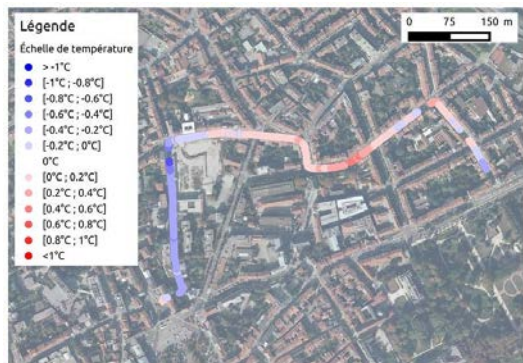 Légende
Échelle de température
> -1°C
[-1°C ; -0.8°C]
[-0.8°C ; -0.6°C]
[-0.6°C ; -0.4°C]
[-0.4°C ; -0.2°C]
[-0.2°C ; 0°C]
0°C
[0°C ; 0.2°C]
[0.2°C ; 0.4°C]
[0.4°C ; 0.6°C]
[0.6°C ; 0.8°C]
[0.8°C ; 1°C]
<1°C
0 75 150 m